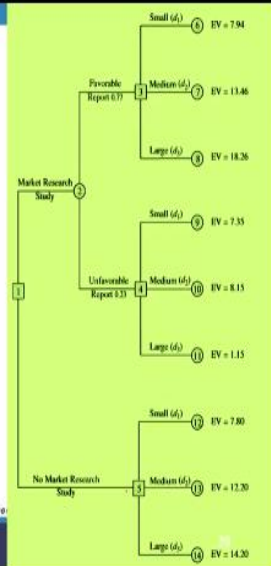 Small (d₁)
6 EV = 7.94
Favorable
Report 0.77
3 Medium (d₂)
7 EV = 13.46
Large (d₃)
8 EV = 18.26
Market Research
Study
2
Small (d₁)
9 EV = 7.35
Unfavorable
Report 0.23
4 Medium (d₂)
10 EV = 8.15
1
Large (d₃)
11 EV = 1.15
Small (d₁)
12 EV = 7.80
No Market Research
Study
5 Medium (d₂)
13 EV = 12.20
Large (d₃)
14 EV = 14.20